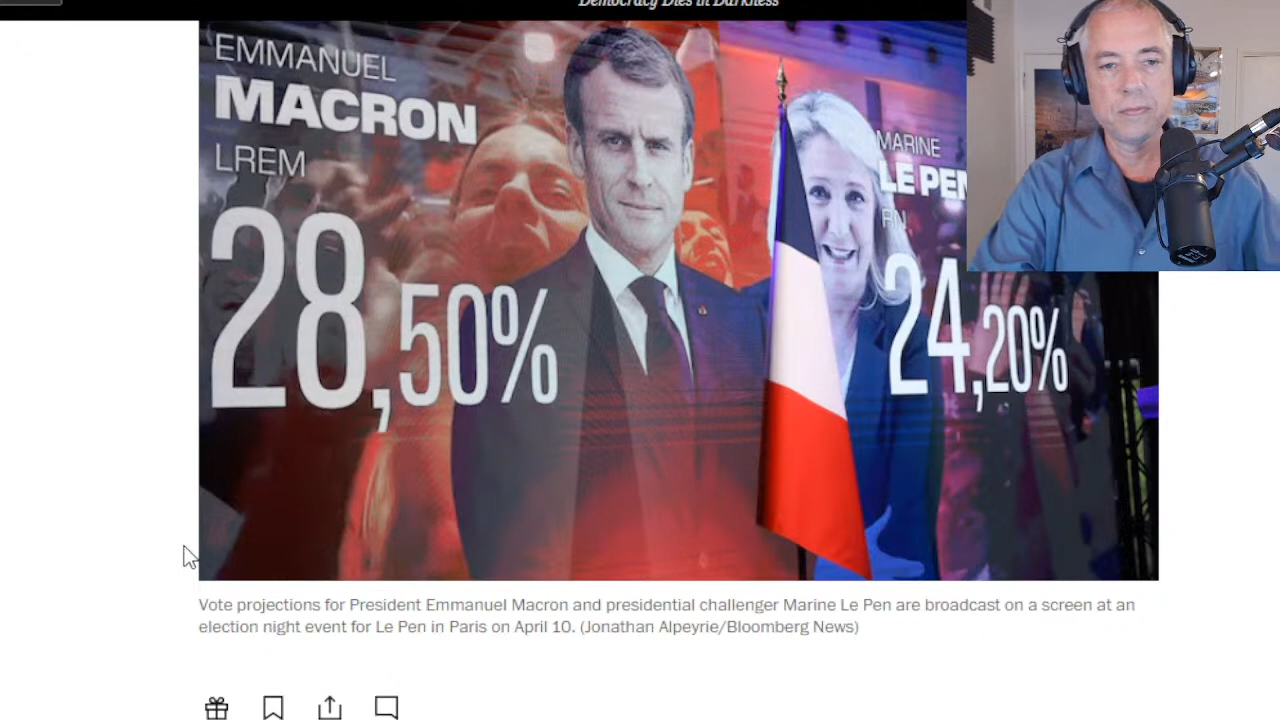 Democracy Dies in Darkness
EMMANUEL
MACRON
LREM
28,50%
MARINE
LE PEN
RN
24,20%
Vote projections for President Emmanuel Macron and presidential challenger Marine Le Pen are broadcast on a screen at an
election night event for Le Pen in Paris on April 10. (Jonathan Alpeyrie/Bloomberg News)